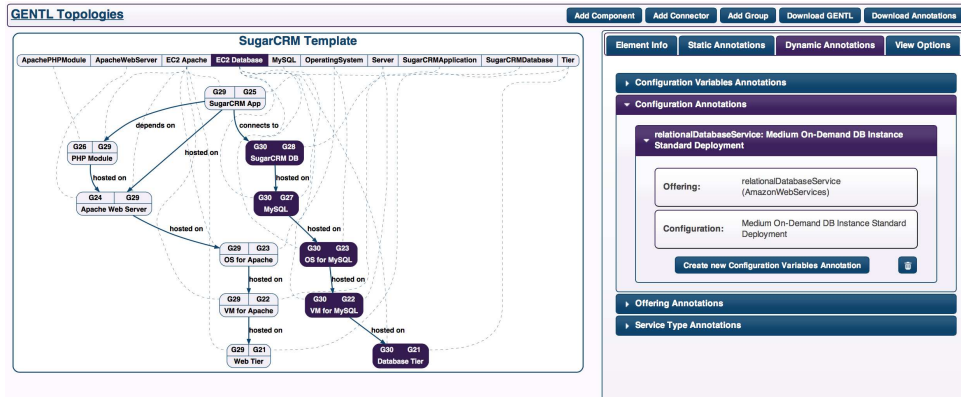 GENTL Topologies
Add Component Add Connector Add Group Download GENTL Download Annotations
SugarCRM Template
ApachePHPModule ApacheWebServer EC2 Apache EC2 Database MySQL OperatingSystem Server SugarCRMApplication SugarCRMDatabase Tier
G29 G25
SugarCRM App
depends on
connects to
G26 G29
PHP Module
hosted on
G30 G28
SugarCRM DB
hosted on
hosted on
G24 G29
Apache Web Server
G30 G27
MySQL
hosted on
hosted on
G29 G23
OS for Apache
G30 G23
OS for MySQL
hosted on
hosted on
G29 G22
VM for Apache
G30 G22
VM for MySQL
hosted on
hosted on
G29 G21
Web Tier
G30 G21
Database Tier
Element Info Static Annotations Dynamic Annotations View Options
Configuration Variables Annotations
Configuration Annotations
relationalDatabaseService: Medium On-Demand DB Instance
Standard Deployment
Offering:
relationalDatabaseService
(AmazonWebServices)
Configuration:
Medium On-Demand DB Instance Standard
Deployment
Create new Configuration Variables Annotation
Offering Annotations
Service Type Annotations